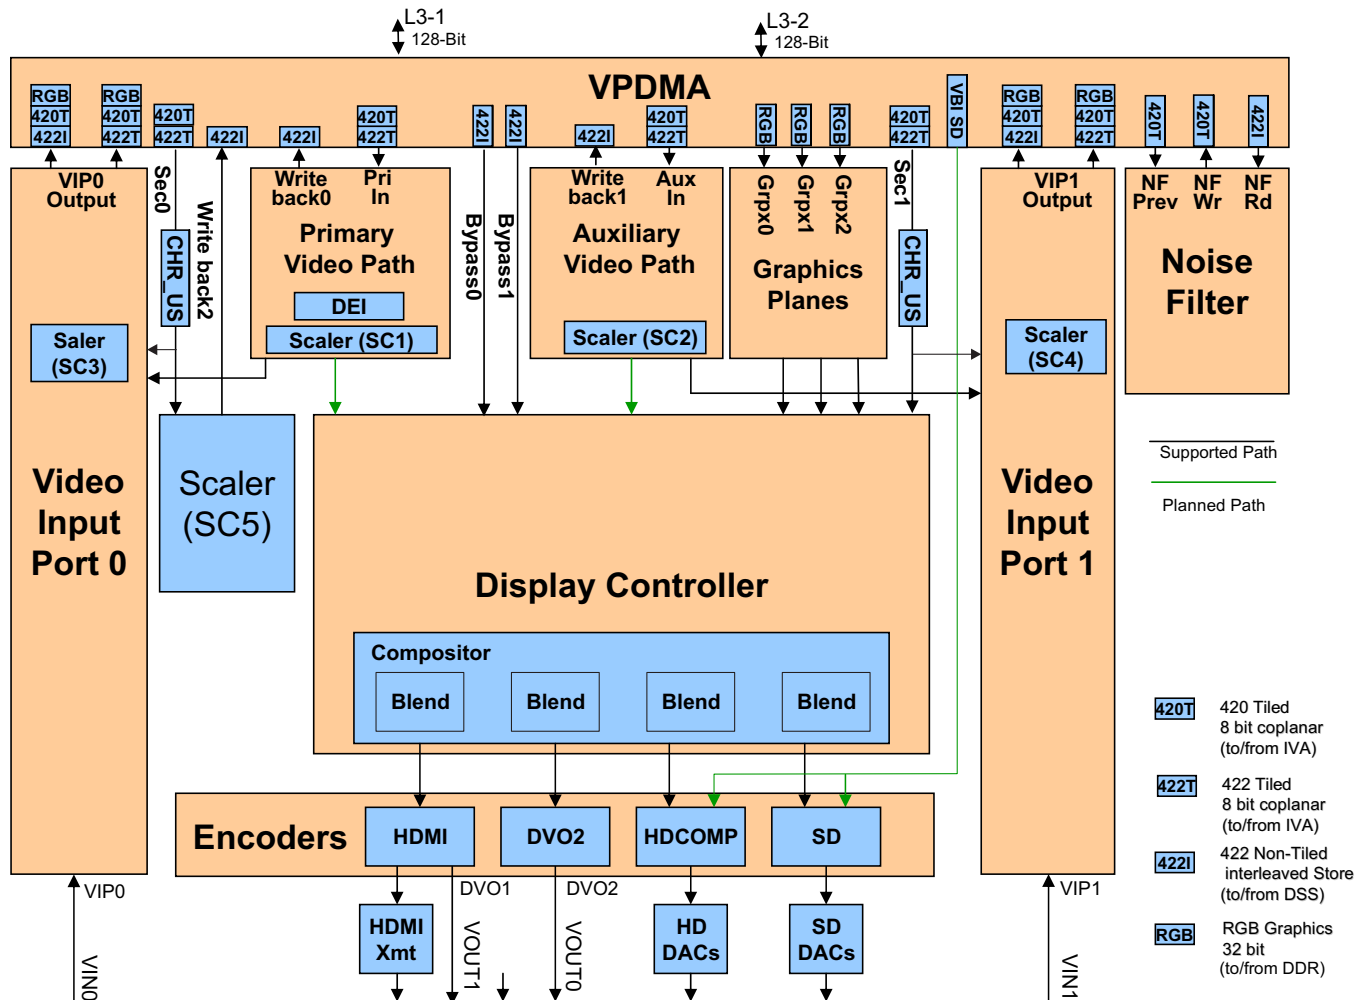 L3-1
128-Bit
L3-2
128-Bit
VPDMA
RGB
420T
422I
RGB
420T
422T
420T
422T
422I
422I
420T
422T
422I
422I
422I
420T
422T
RGB
RGB
RGB
420T
422T
VBI SD
RGB
420T
422I
RGB
420T
422T
420T
420T
422I
VIP0
Output
Sec0
Write back2
CHR_US
Write
back0
Pri
In
Primary
Video Path
DEI
Scaler (SC1)
Bypass0
Bypass1
Write
back1
Aux
In
Auxiliary
Video Path
Scaler (SC2)
Grpx0
Grpx1
Grpx2
Graphics
Planes
Sec1
CHR_US
VIP1
Output
NF
Prev
NF
Wr
NF
Rd
Noise
Filter
Saler
(SC3)
Scaler
(SC4)
Supported Path
Planned Path
Video
Input
Port 0
Scaler
(SC5)
Display Controller
Video
Input
Port 1
Compositor
Blend
Blend
Blend
Blend
Encoders
HDMI
DVO2
HDCOMP
SD
VIP0
DVO1
DVO2
VIP1
HDMI
Xmt
VOUT1
VOUT0
HD
DACs
SD
DACs
VIN0
VIN1
420T
420 Tiled
8 bit coplanar
(to/from IVA)
422T
422 Tiled
8 bit coplanar
(to/from IVA)
422I
422 Non-Tiled
interleaved Store
(to/from DSS)
RGB
RGB Graphics
32 bit
(to/from DDR)